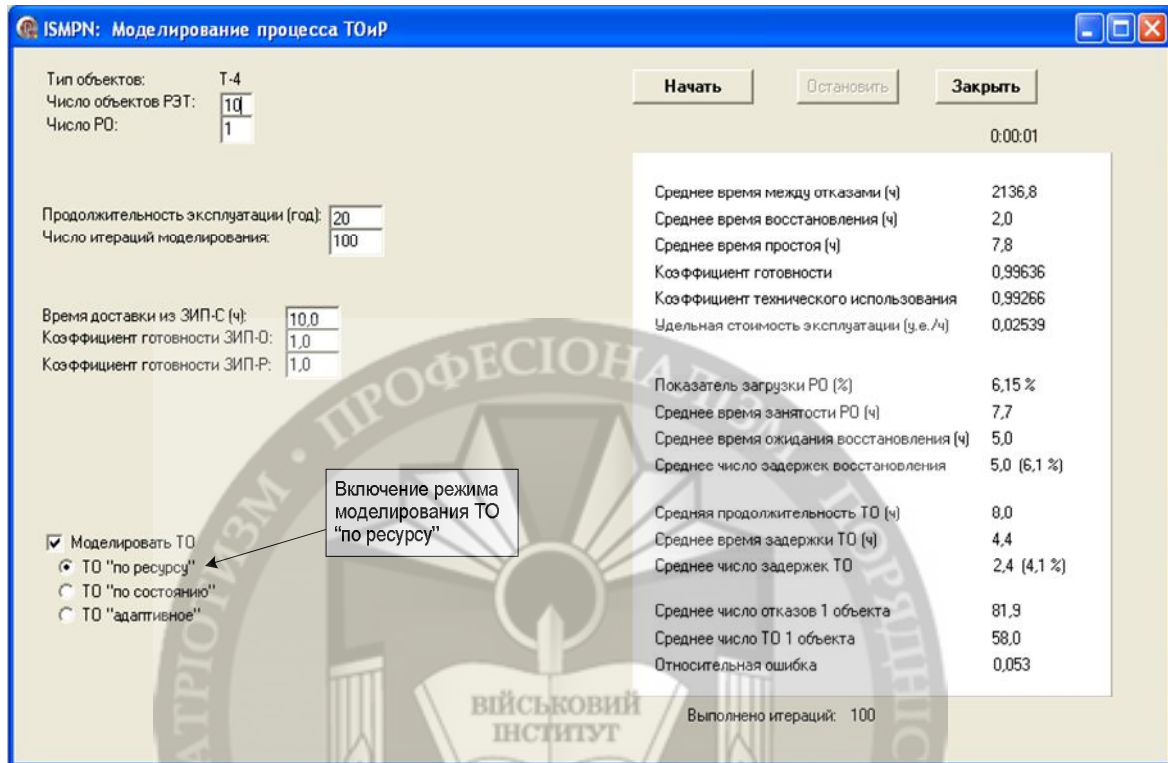 ISMPN: Моделирование процесса ТОиР
Тип объектов: Т-4
Число объектов РЭТ: 10
Число РО: 1
Продолжительность эксплуатации (год): 20
Число итераций моделирования: 100
Время доставки из ЗИП-С (ч): 10,0
Коэффициент готовности ЗИП-О: 1,0
Коэффициент готовности ЗИП-Р: 1,0
Включение режима
моделирования ТО
“по ресурсу”
Моделировать ТО
ТО "по ресурсу"
ТО "по состоянию"
ТО "адаптивное"
Начать Остановить Закрыть
0:00:01
Среднее время между отказами (ч) 2136,8
Среднее время восстановления (ч) 2,0
Среднее время простоя (ч) 7,8
Коэффициент готовности 0,99636
Коэффициент технического использования 0,99266
Удельная стоимость эксплуатации (у.е./ч) 0,02539
Показатель загрузки РО (%) 6,15 %
Среднее время занятости РО (ч) 7,7
Среднее время ожидания восстановления (ч) 5,0
Среднее число задержек восстановления 5,0 (6,1 %)
Средняя продолжительность ТО (ч) 8,0
Среднее время задержки ТО (ч) 4,4
Среднее число задержек ТО 2,4 (4,1 %)
Среднее число отказов 1 объекта 81,9
Среднее число ТО 1 объекта 58,0
Относительная ошибка 0,053
Выполнено итераций: 100
ПАТРІОТИЗМ • ПРОФЕСІОНАЛІЗМ • ПОРЯДНІС
ВІЙСЬКОВИЙ
ІНСТИТУТ